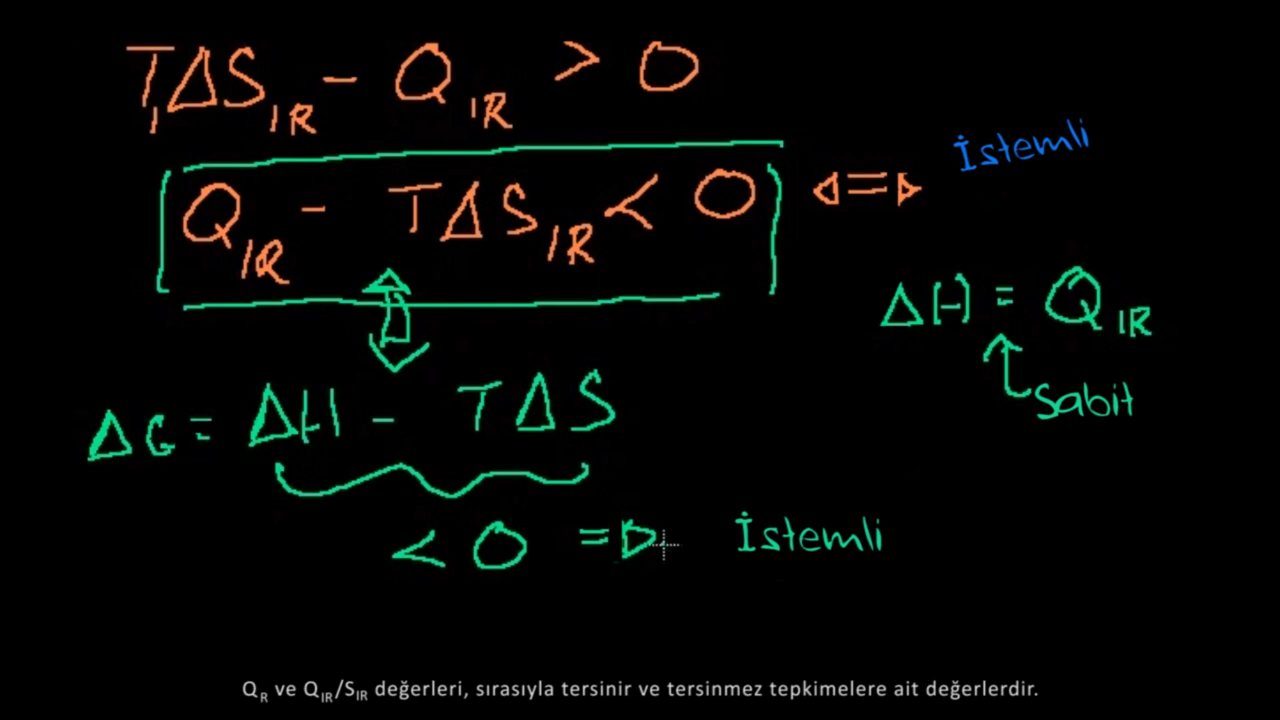 T₁ΔS_IR − Q_IR > 0
Q_IR − TΔS_IR < 0 ⇔ İstemli
ΔH = Q_IR
Sabit
ΔG = ΔH − TΔS
< 0 ⇒ İstemli
Q_R ve Q_IR/S_IR değerleri, sırasıyla tersinir ve tersinmez tepkimelere ait değerlerdir.